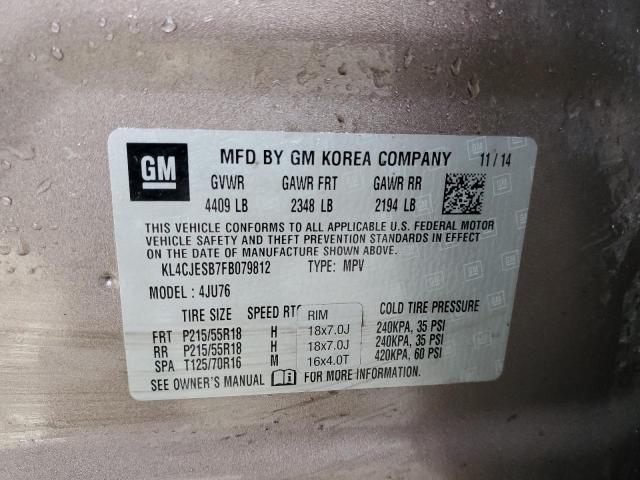 GM MFD BY GM KOREA COMPANY 11/14
GVWR GAWR FRT GAWR RR
4409 LB 2348 LB 2194 LB
THIS VEHICLE CONFORMS TO ALL APPLICABLE U.S. FEDERAL MOTOR
VEHICLE SAFETY AND THEFT PREVENTION STANDARDS IN EFFECT
ON THE DATE OF MANUFACTURE SHOWN ABOVE.
KL4CJESB7FB079812 TYPE: MPV
MODEL : 4JU76
TIRE SIZE SPEED RTG RIM COLD TIRE PRESSURE
FRT P215/55R18 H 18x7.0J 240KPA, 35 PSI
RR P215/55R18 H 18x7.0J 240KPA, 35 PSI
SPA T125/70R16 M 16x4.0T 420KPA, 60 PSI
SEE OWNER'S MANUAL FOR MORE INFORMATION.